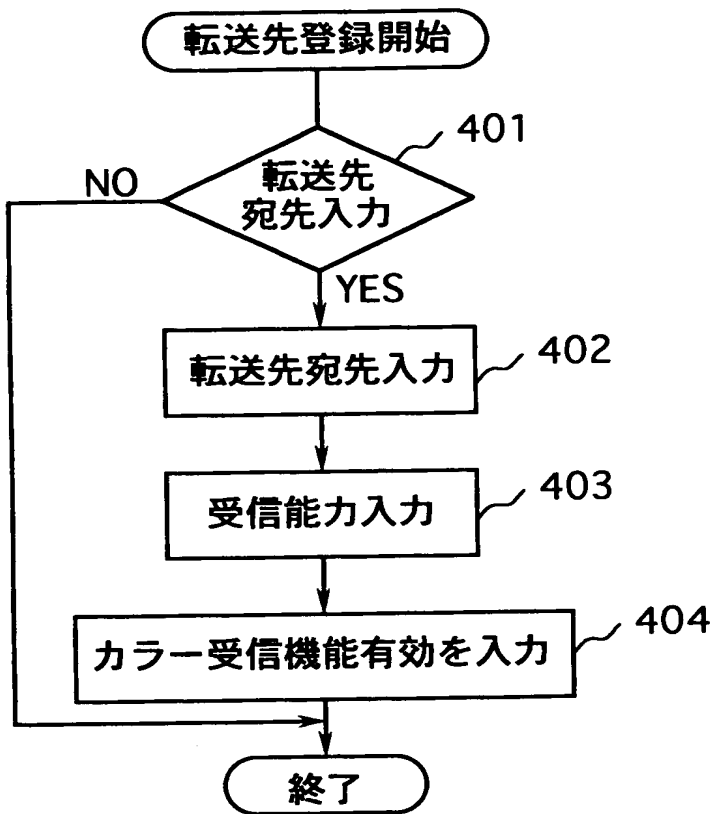 転送先登録開始
401
転送先
宛先入力
NO
YES
転送先宛先入力
402
受信能力入力
403
カラー受信機能有効を入力
404
終了